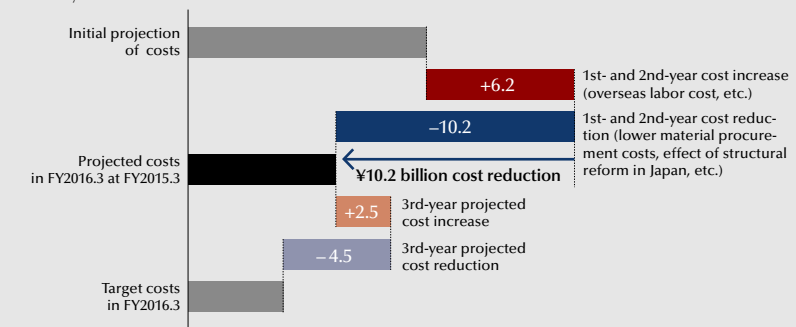 Initial projection
of costs
+6.2
1st- and 2nd-year cost increase
(overseas labor cost, etc.)
–10.2
1st- and 2nd-year cost reduc-
tion (lower material procure-
ment costs, effect of structural
reform in Japan, etc.)
Projected costs
in FY2016.3 at FY2015.3
¥10.2 billion cost reduction
+2.5
3rd-year projected
cost increase
–4.5
3rd-year projected
cost reduction
Target costs
in FY2016.3